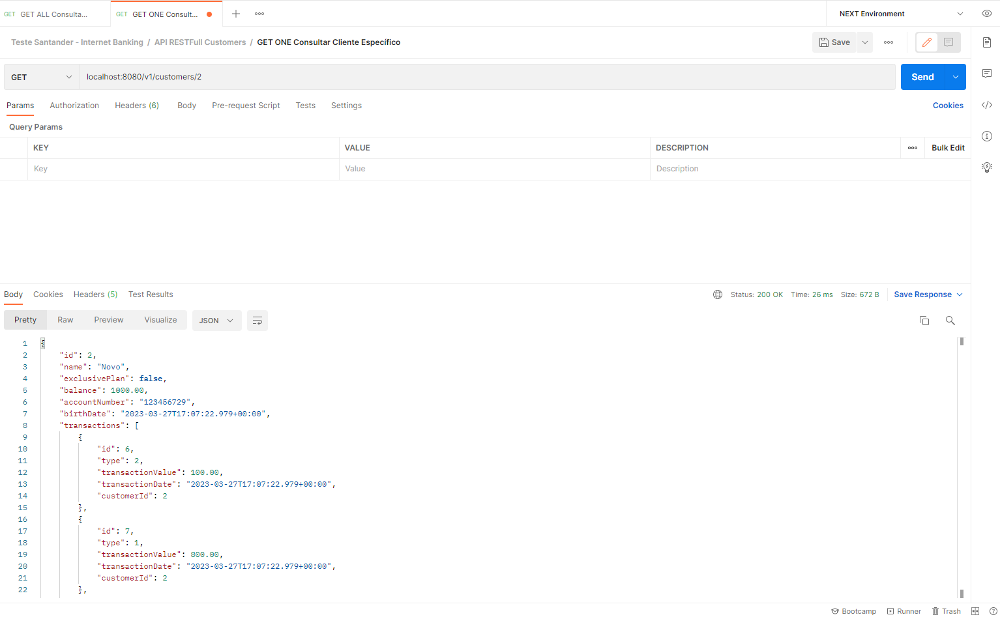 GET GET ALL Consulta... GET GET ONE Consult... NEXT Environment
Teste Santander - Internet Banking / API RESTFull Customers / GET ONE Consultar Cliente Específico Save
GET localhost:8080/v1/customers/2 Send
Params Authorization Headers (6) Body Pre-request Script Tests Settings Cookies
Query Params
KEY VALUE DESCRIPTION Bulk Edit
Key Value Description
Body Cookies Headers (5) Test Results Status: 200 OK Time: 26 ms Size: 672 B Save Response
Pretty Raw Preview Visualize JSON
1 {
2 "id": 2,
3 "name": "Novo",
4 "exclusivePlan": false,
5 "balance": 1000.00,
6 "accountNumber": "123456729",
7 "birthDate": "2023-03-27T17:07:22.979+00:00",
8 "transactions": [
9 {
10 "id": 6,
11 "type": 2,
12 "transactionValue": 100.00,
13 "transactionDate": "2023-03-27T17:07:22.979+00:00",
14 "customerId": 2
15 },
16 {
17 "id": 7,
18 "type": 1,
19 "transactionValue": 800.00,
20 "transactionDate": "2023-03-27T17:07:22.979+00:00",
21 "customerId": 2
22 },
Bootcamp Runner Trash